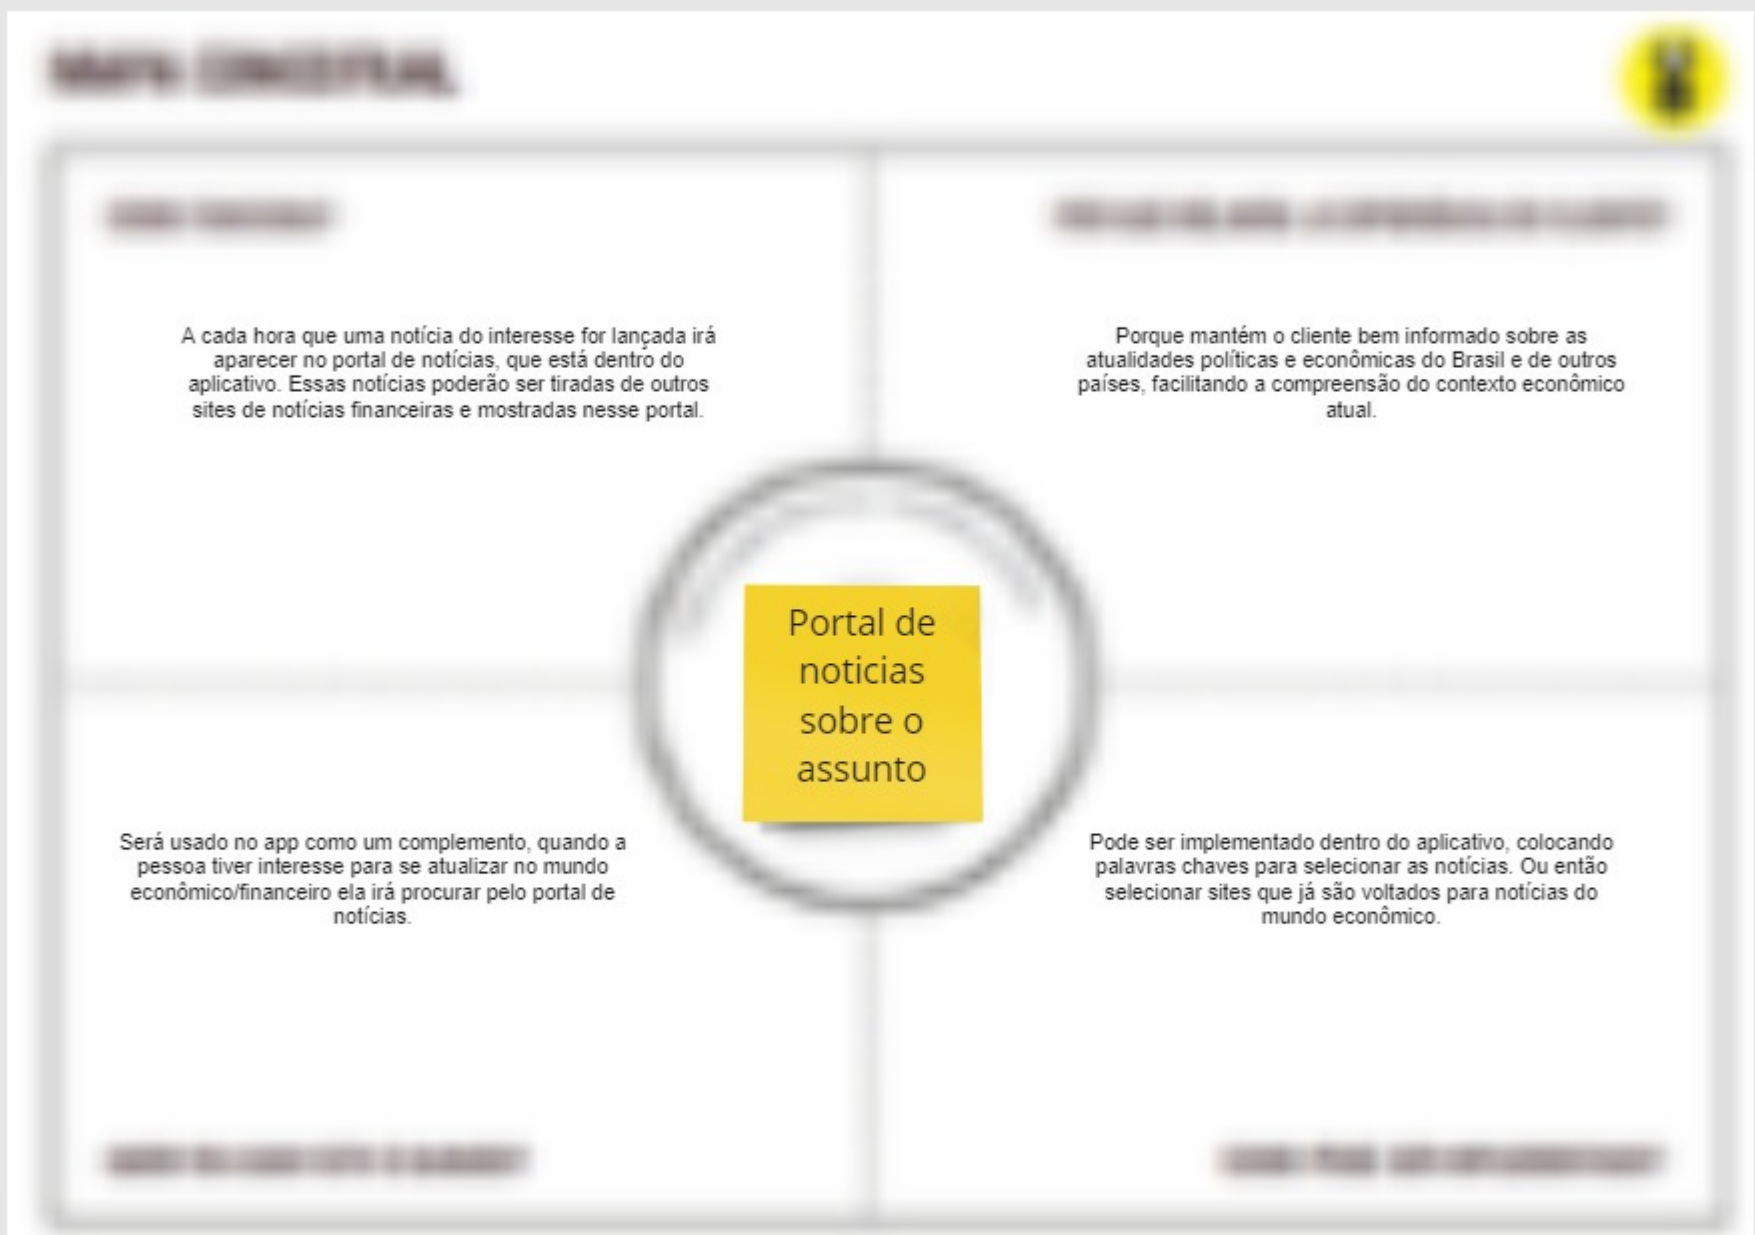 A cada hora que uma notícia do interesse for lançada irá
aparecer no portal de notícias, que está dentro do
aplicativo. Essas notícias poderão ser tiradas de outros
sites de notícias financeiras e mostradas nesse portal.
Porque mantém o cliente bem informado sobre as
atualidades políticas e econômicas do Brasil e de outros
países, facilitando a compreensão do contexto econômico
atual.
Portal de
noticias
sobre o
assunto
Será usado no app como um complemento, quando a
pessoa tiver interesse para se atualizar no mundo
econômico/financeiro ela irá procurar pelo portal de
notícias.
Pode ser implementado dentro do aplicativo, colocando
palavras chaves para selecionar as notícias. Ou então
selecionar sites que já são voltados para notícias do
mundo econômico.